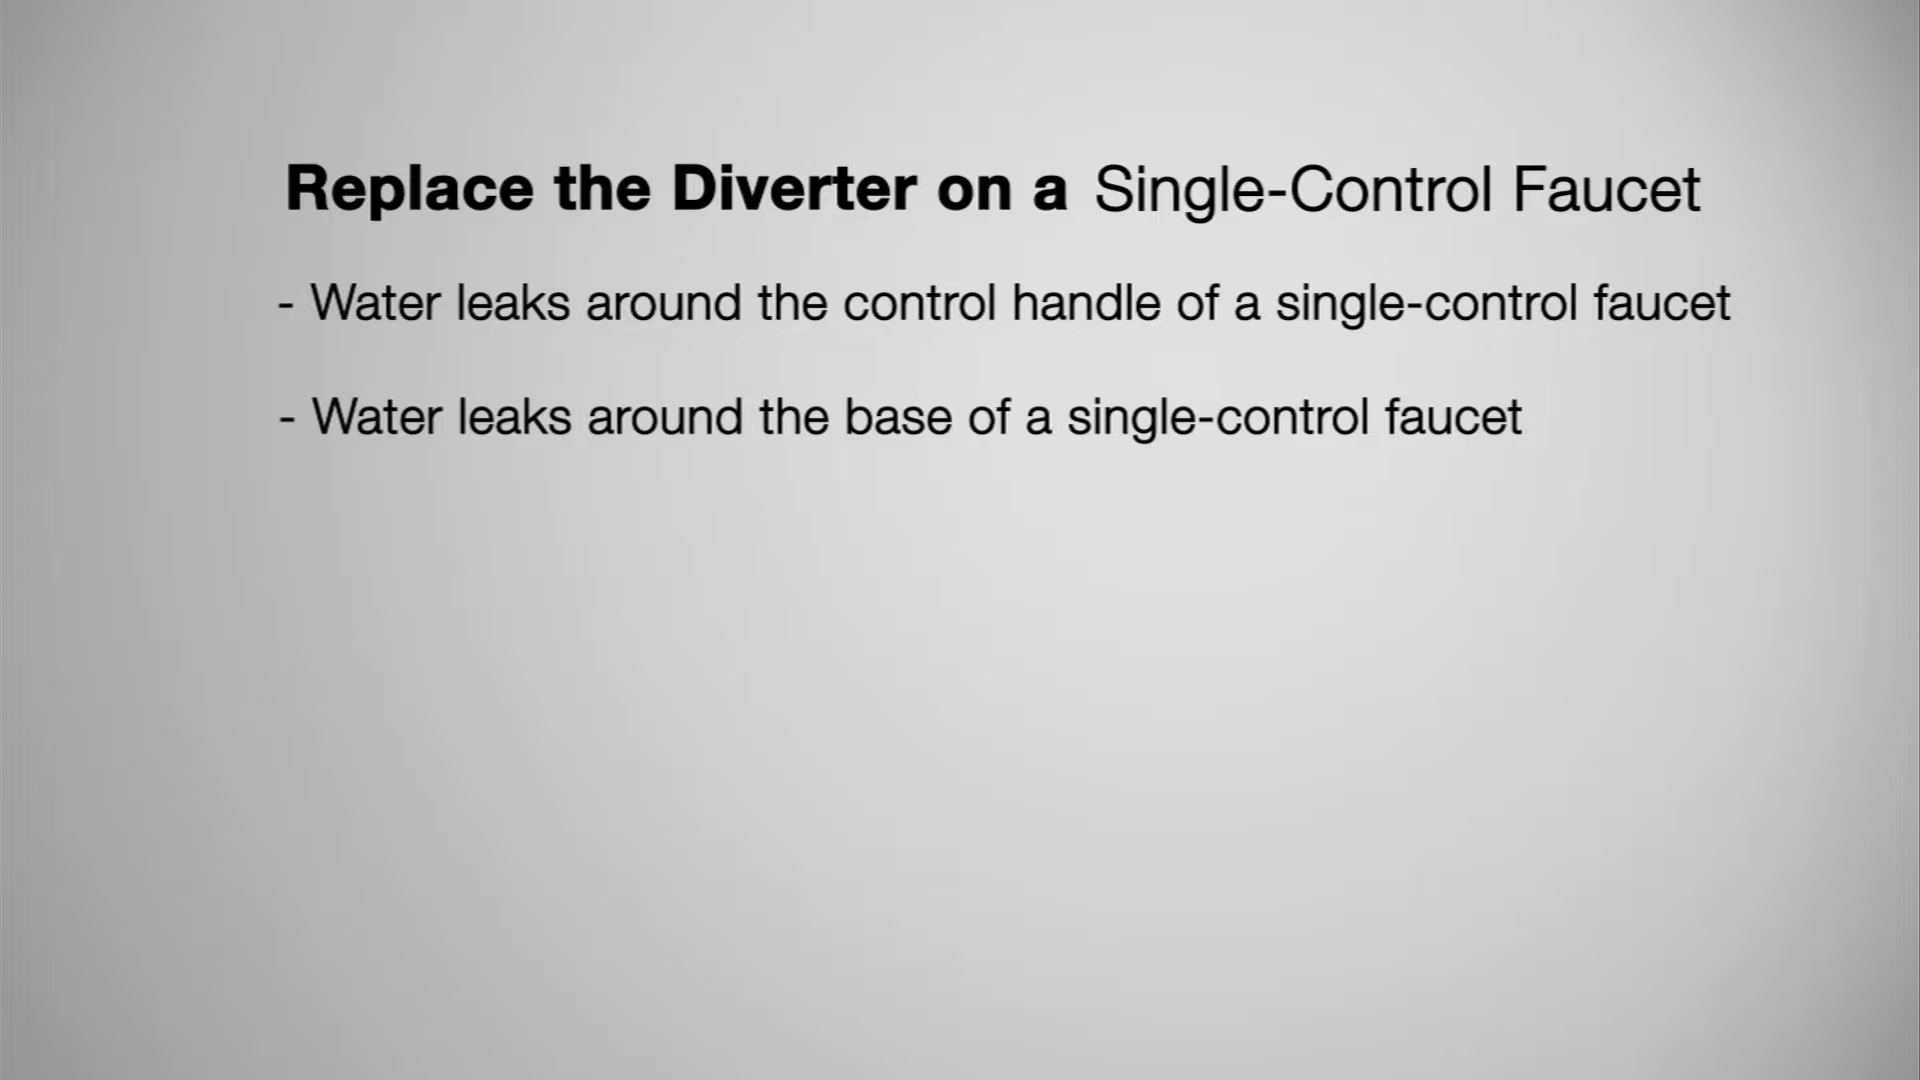 Replace the Diverter on a Single-Control Faucet
- Water leaks around the control handle of a single-control faucet
- Water leaks around the base of a single-control faucet